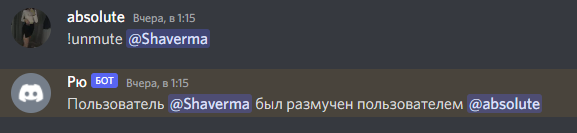 absolute Вчера, в 1:15
!unmute @Shaverma
Рю БОТ Вчера, в 1:15
Пользователь @Shaverma был размучен пользователем @absolute